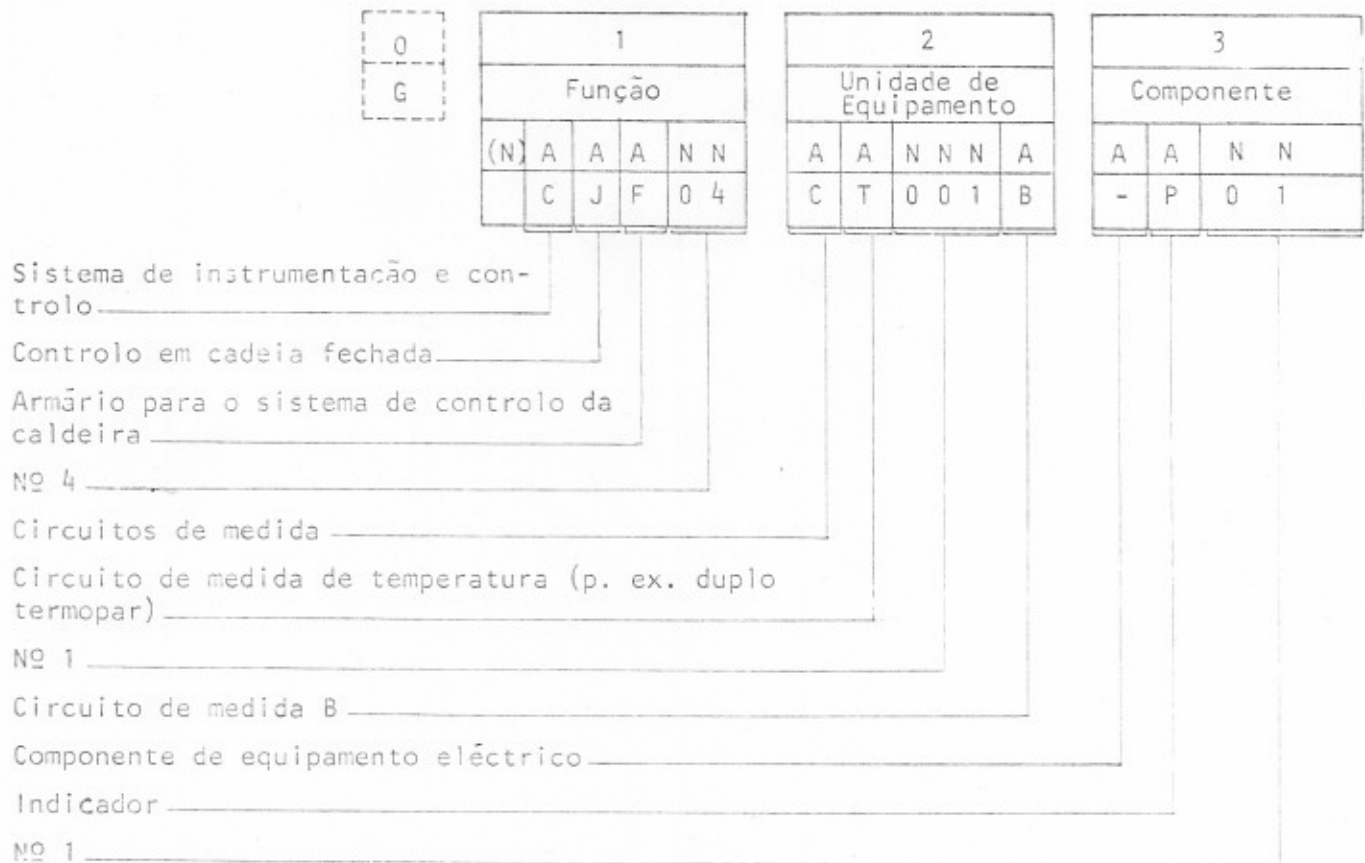 0 1 2 3
G Função Unidade de Equipamento Componente
(N) A A A N N A A N N N A A A N N
C J F 0 4 C T 0 0 1 B - P 0 1
Sistema de instrumentação e con-
trolo
Controlo em cadeia fechada
Armário para o sistema de controlo da
caldeira
Nº 4
Circuitos de medida
Circuito de medida de temperatura (p. ex. duplo
termopar)
Nº 1
Circuito de medida B
Componente de equipamento eléctrico
Indicador
Nº 1